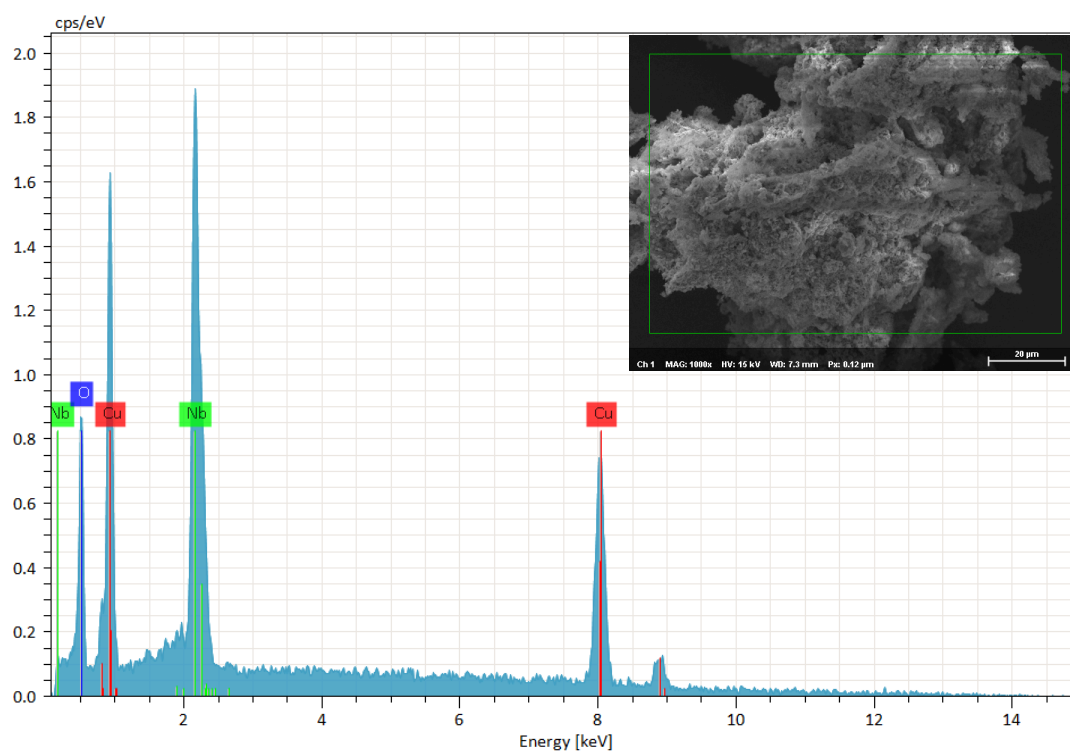 cps/eV
2.0
1.8
1.6
1.4
1.2
1.0
0.8
0.6
0.4
0.2
0.0
Nb
O
Cu
Nb
Cu
2 4 6 8 10 12 14
Energy [keV]
Ch 1 MAG: 1000x HV: 15 kV WD: 7.3 mm Px: 0.12 µm
20 µm